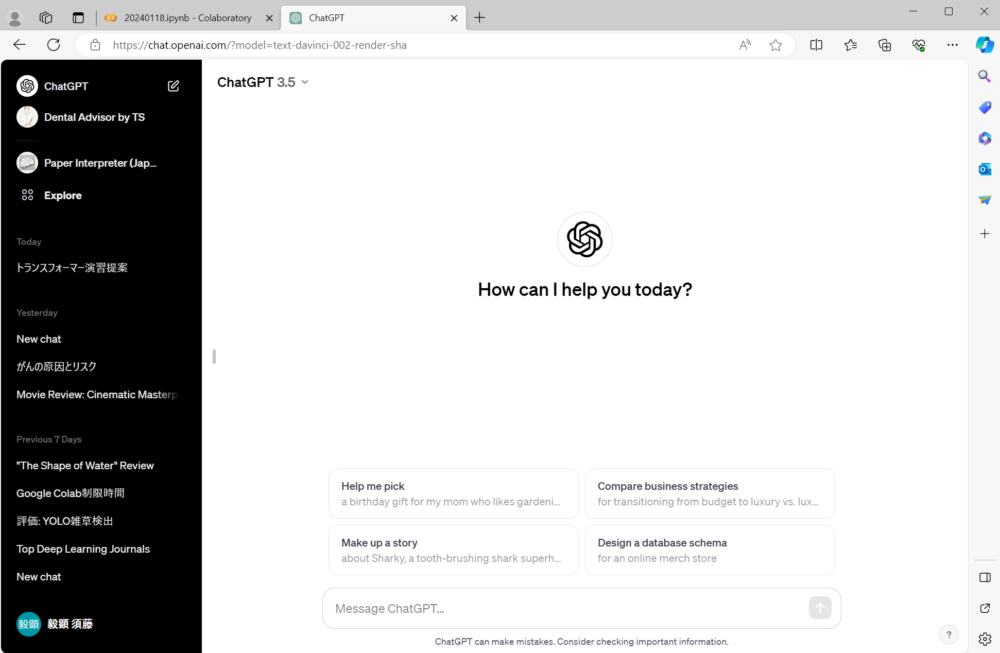 20240118.ipynb - Colaboratory
ChatGPT
https://chat.openai.com/?model=text-davinci-002-render-sha
ChatGPT
Dental Advisor by TS
Paper Interpreter (Jap...
Explore
Today
トランスフォーマー演習提案
Yesterday
New chat
がんの原因とリスク
Movie Review: Cinematic Masterpi
Previous 7 Days
"The Shape of Water" Review
Google Colab制限時間
評価: YOLO雑草検出
Top Deep Learning Journals
New chat
毅顕
毅顕 須藤
ChatGPT 3.5
How can I help you today?
Help me pick
a birthday gift for my mom who likes gardeni...
Compare business strategies
for transitioning from budget to luxury vs. lux...
Make up a story
about Sharky, a tooth-brushing shark superh...
Design a database schema
for an online merch store
Message ChatGPT...
ChatGPT can make mistakes. Consider checking important information.
?